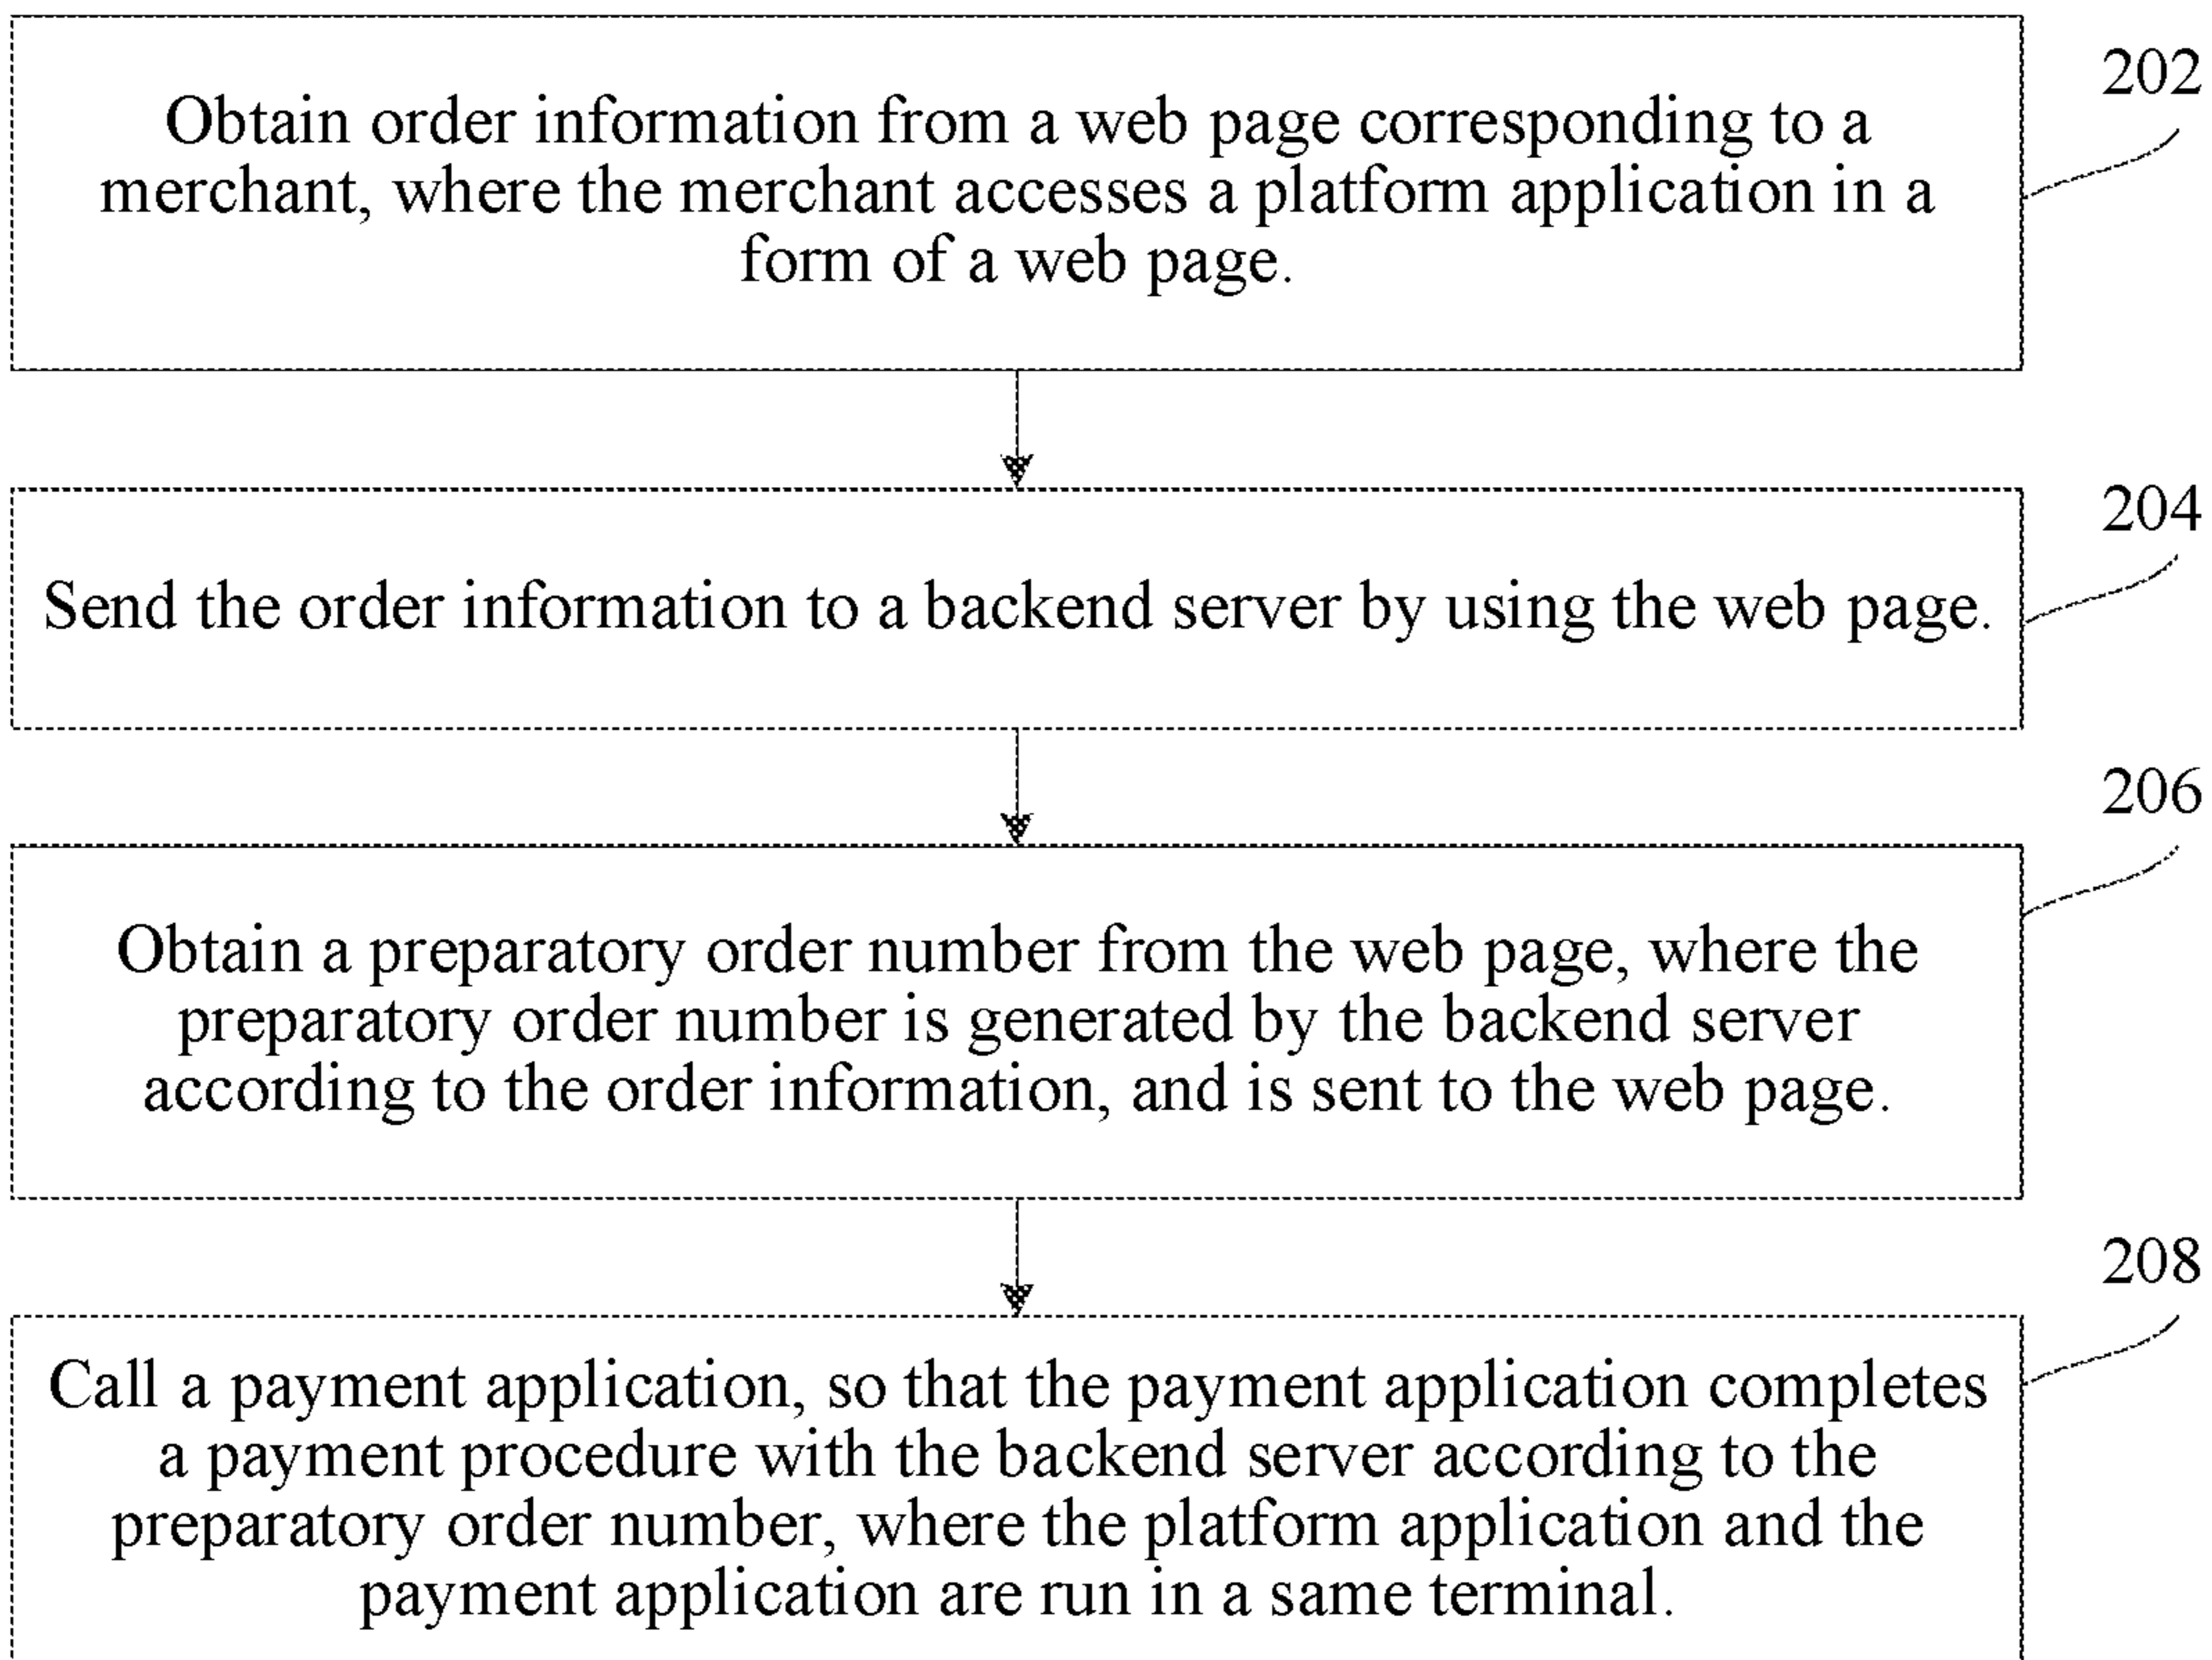 202
Obtain order information from a web page corresponding to a
merchant, where the merchant accesses a platform application in a
form of a web page.
204
Send the order information to a backend server by using the web page.
206
Obtain a preparatory order number from the web page, where the
preparatory order number is generated by the backend server
according to the order information, and is sent to the web page.
208
Call a payment application, so that the payment application completes
a payment procedure with the backend server according to the
preparatory order number, where the platform application and the
payment application are run in a same terminal.